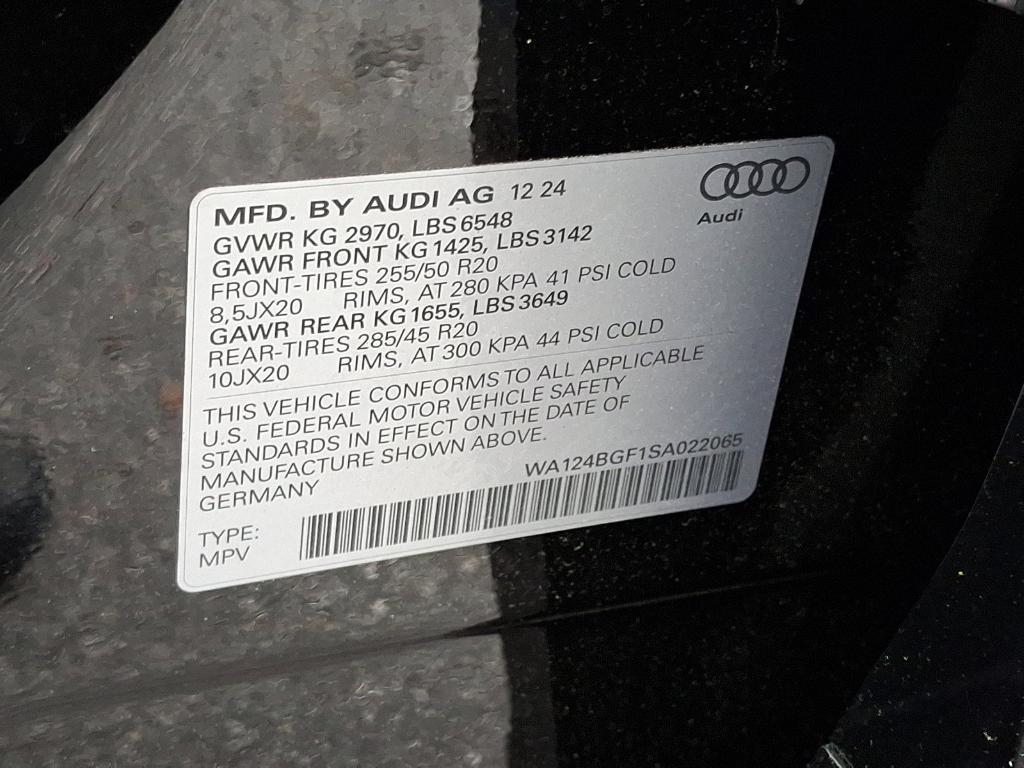 MFD. BY AUDI AG 12 24
Audi
GVWR KG 2970, LBS 6548
GAWR FRONT KG 1425, LBS 3142
FRONT-TIRES 255/50 R20
8,5JX20 RIMS, AT 280 KPA 41 PSI COLD
GAWR REAR KG 1655, LBS 3649
REAR-TIRES 285/45 R20
10JX20 RIMS, AT 300 KPA 44 PSI COLD
THIS VEHICLE CONFORMS TO ALL APPLICABLE
U.S. FEDERAL MOTOR VEHICLE SAFETY
STANDARDS IN EFFECT ON THE DATE OF
MANUFACTURE SHOWN ABOVE.
GERMANY
WA124BGF1SA022065
TYPE:
MPV